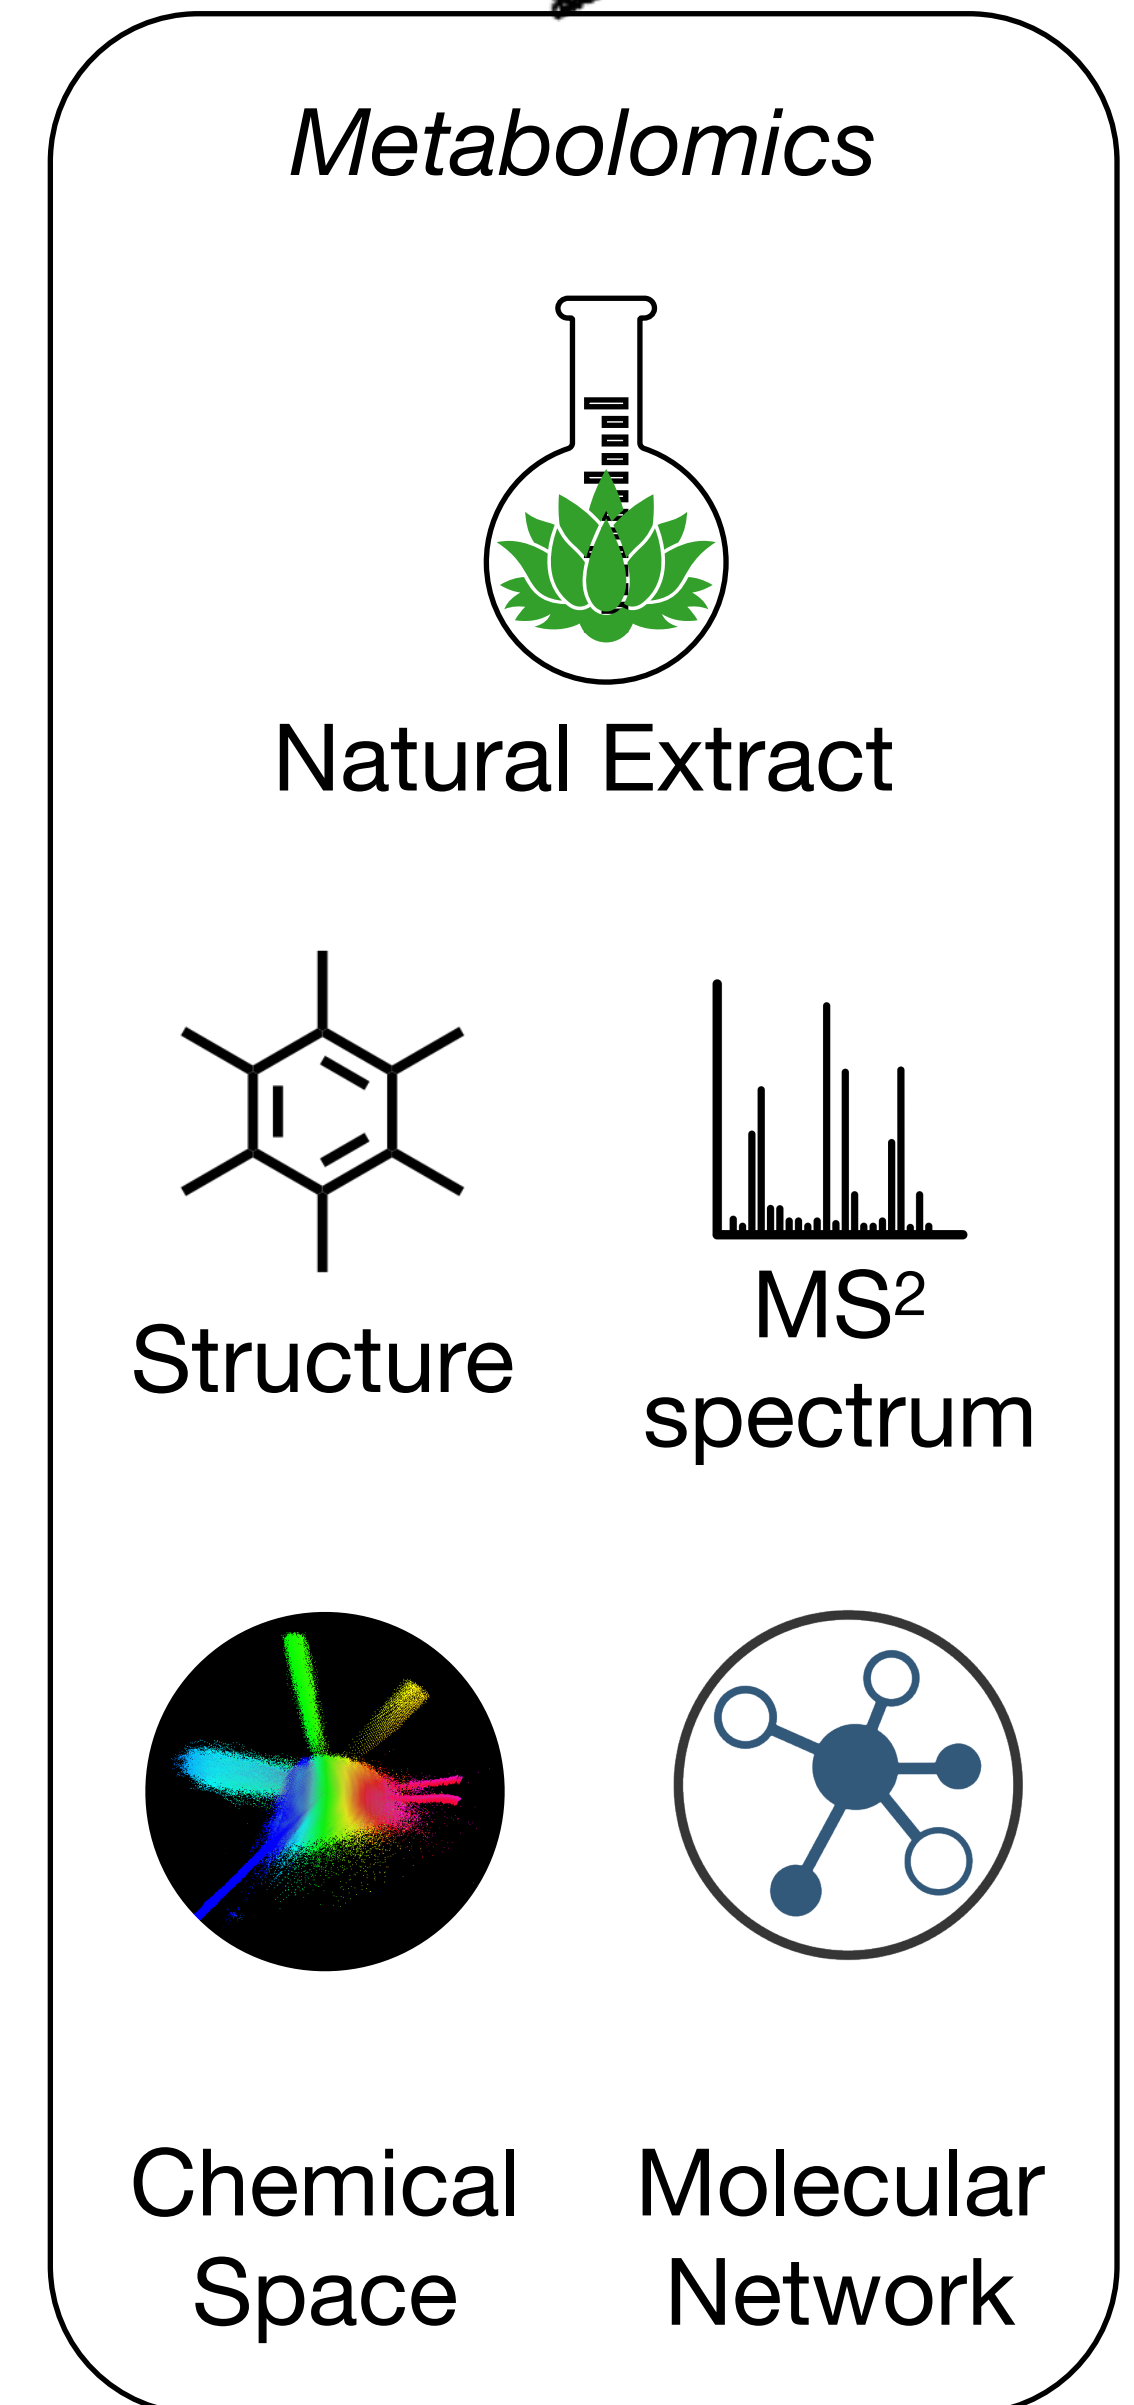 Metabolomics
Natural Extract
Structure
MS²
spectrum
Chemical
Space
Molecular
Network